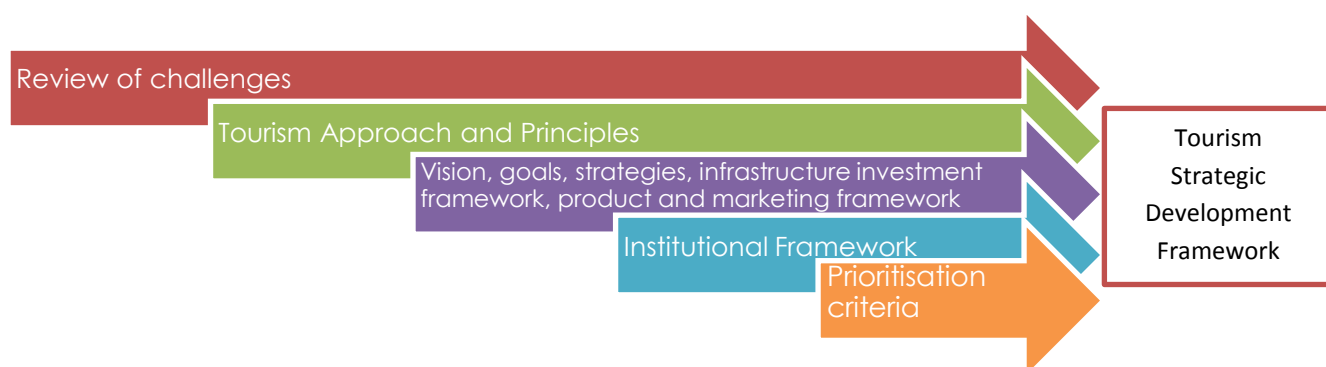 Review of challenges
Tourism Approach and Principles
Vision, goals, strategies, infrastructure investment
framework, product and marketing framework
Institutional Framework
Prioritisation
criteria
Tourism
Strategic
Development
Framework